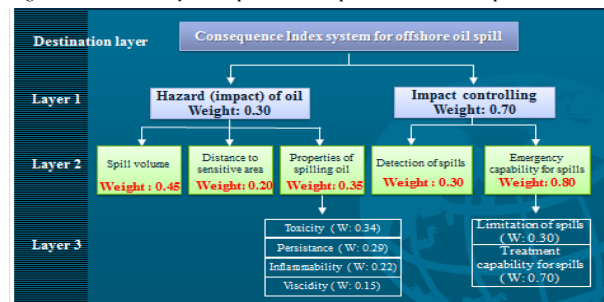 Destination layer
Consequence Index system for offshore oil spill
Layer 1
Hazard (impact) of oil
Weight: 0.30
Impact controlling
Weight: 0.70
Layer 2
Spill volume
Weight : 0.45
Distance to
sensitive area
Weight: 0.20
Properties of
spilling oil
Weight: 0.35
Detection of spills
Weight : 0.30
Emergency
capability for spills
Weight: 0.80
Layer 3
Toxicity ( W: 0.34)
Persistance ( W: 0.29)
Inflammability ( W: 0.22)
Viscidity ( W: 0.15)
Limitation of spills
( W: 0.30)
Treatment
capability for spills
( W: 0.70)